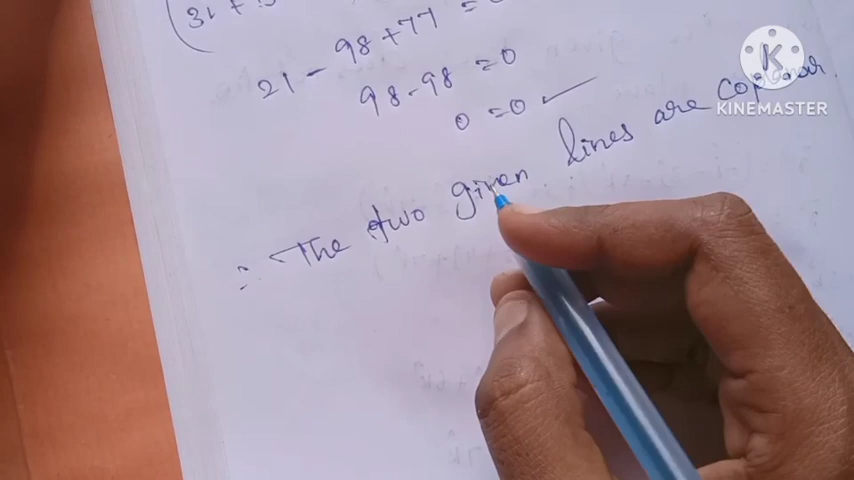 21 - 98 + 77 = 0
98 - 98 = 0
0 = 0 ✓
∴ The two given lines are coplanar.
KINEMASTER